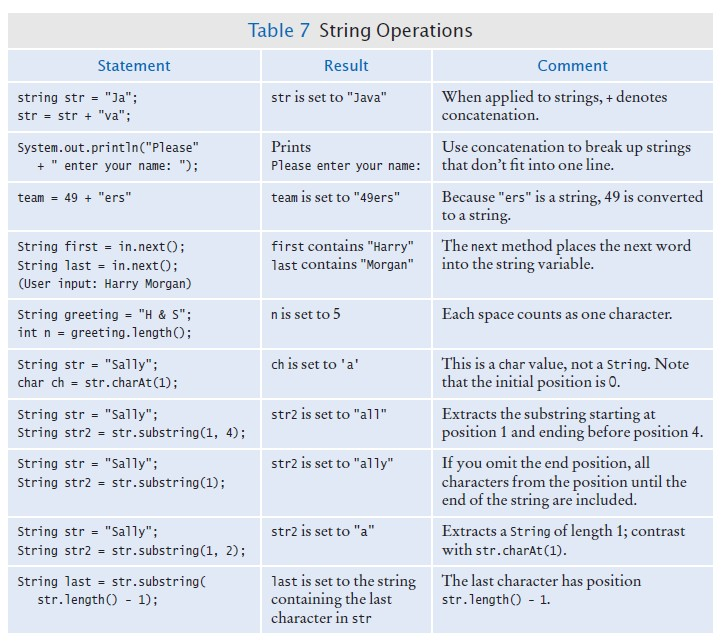 Table 7 String Operations
Statement Result Comment
string str = "Ja";
str = str + "va";
str is set to "Java"
When applied to strings, + denotes
concatenation.
System.out.println("Please"
+ " enter your name: ");
Prints
Please enter your name:
Use concatenation to break up strings
that don't fit into one line.
team = 49 + "ers"
team is set to "49ers"
Because "ers" is a string, 49 is converted
to a string.
String first = in.next();
String last = in.next();
(User input: Harry Morgan)
first contains "Harry"
last contains "Morgan"
The next method places the next word
into the string variable.
String greeting = "H & S";
int n = greeting.length();
n is set to 5
Each space counts as one character.
String str = "Sally";
char ch = str.charAt(1);
ch is set to 'a'
This is a char value, not a String. Note
that the initial position is 0.
String str = "Sally";
String str2 = str.substring(1, 4);
str2 is set to "all"
Extracts the substring starting at
position 1 and ending before position 4.
String str = "Sally";
String str2 = str.substring(1);
str2 is set to "ally"
If you omit the end position, all
characters from the position until the
end of the string are included.
String str = "Sally";
String str2 = str.substring(1, 2);
str2 is set to "a"
Extracts a String of length 1; contrast
with str.charAt(1).
String last = str.substring(
str.length() - 1);
last is set to the string
containing the last
character in str
The last character has position
str.length() - 1.